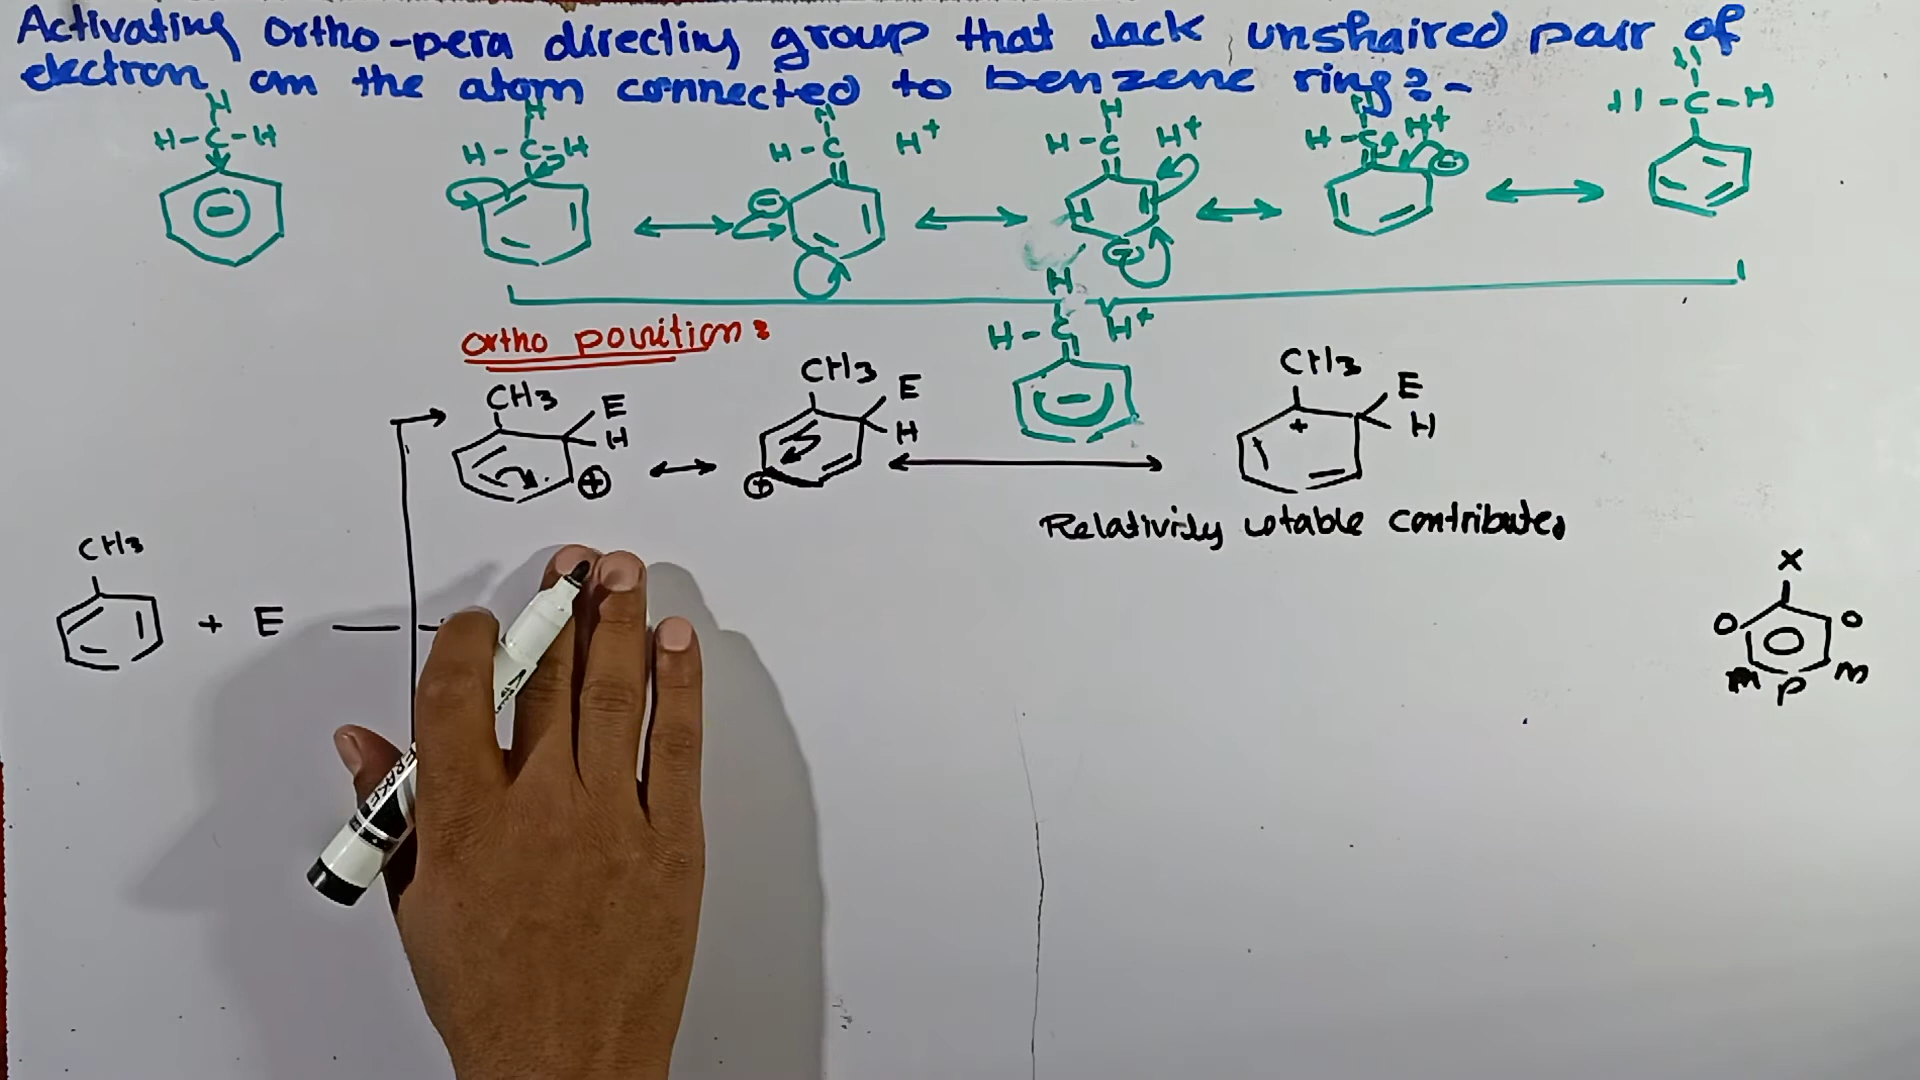 Activating ortho-pera directing group that lack unshaired pair of
electron on the atom connected to benzene ring:-
H H H H H H
H-C-H H-C-H H-C H+ H-C H+ H-C H+ H-C-H
- - - -
H
H-C H+
-
ortho position:
CH3 E H +
CH3 E H +
CH3 E H +
Relativily stable contributes
CH3
+ E
X
O O
m m
p